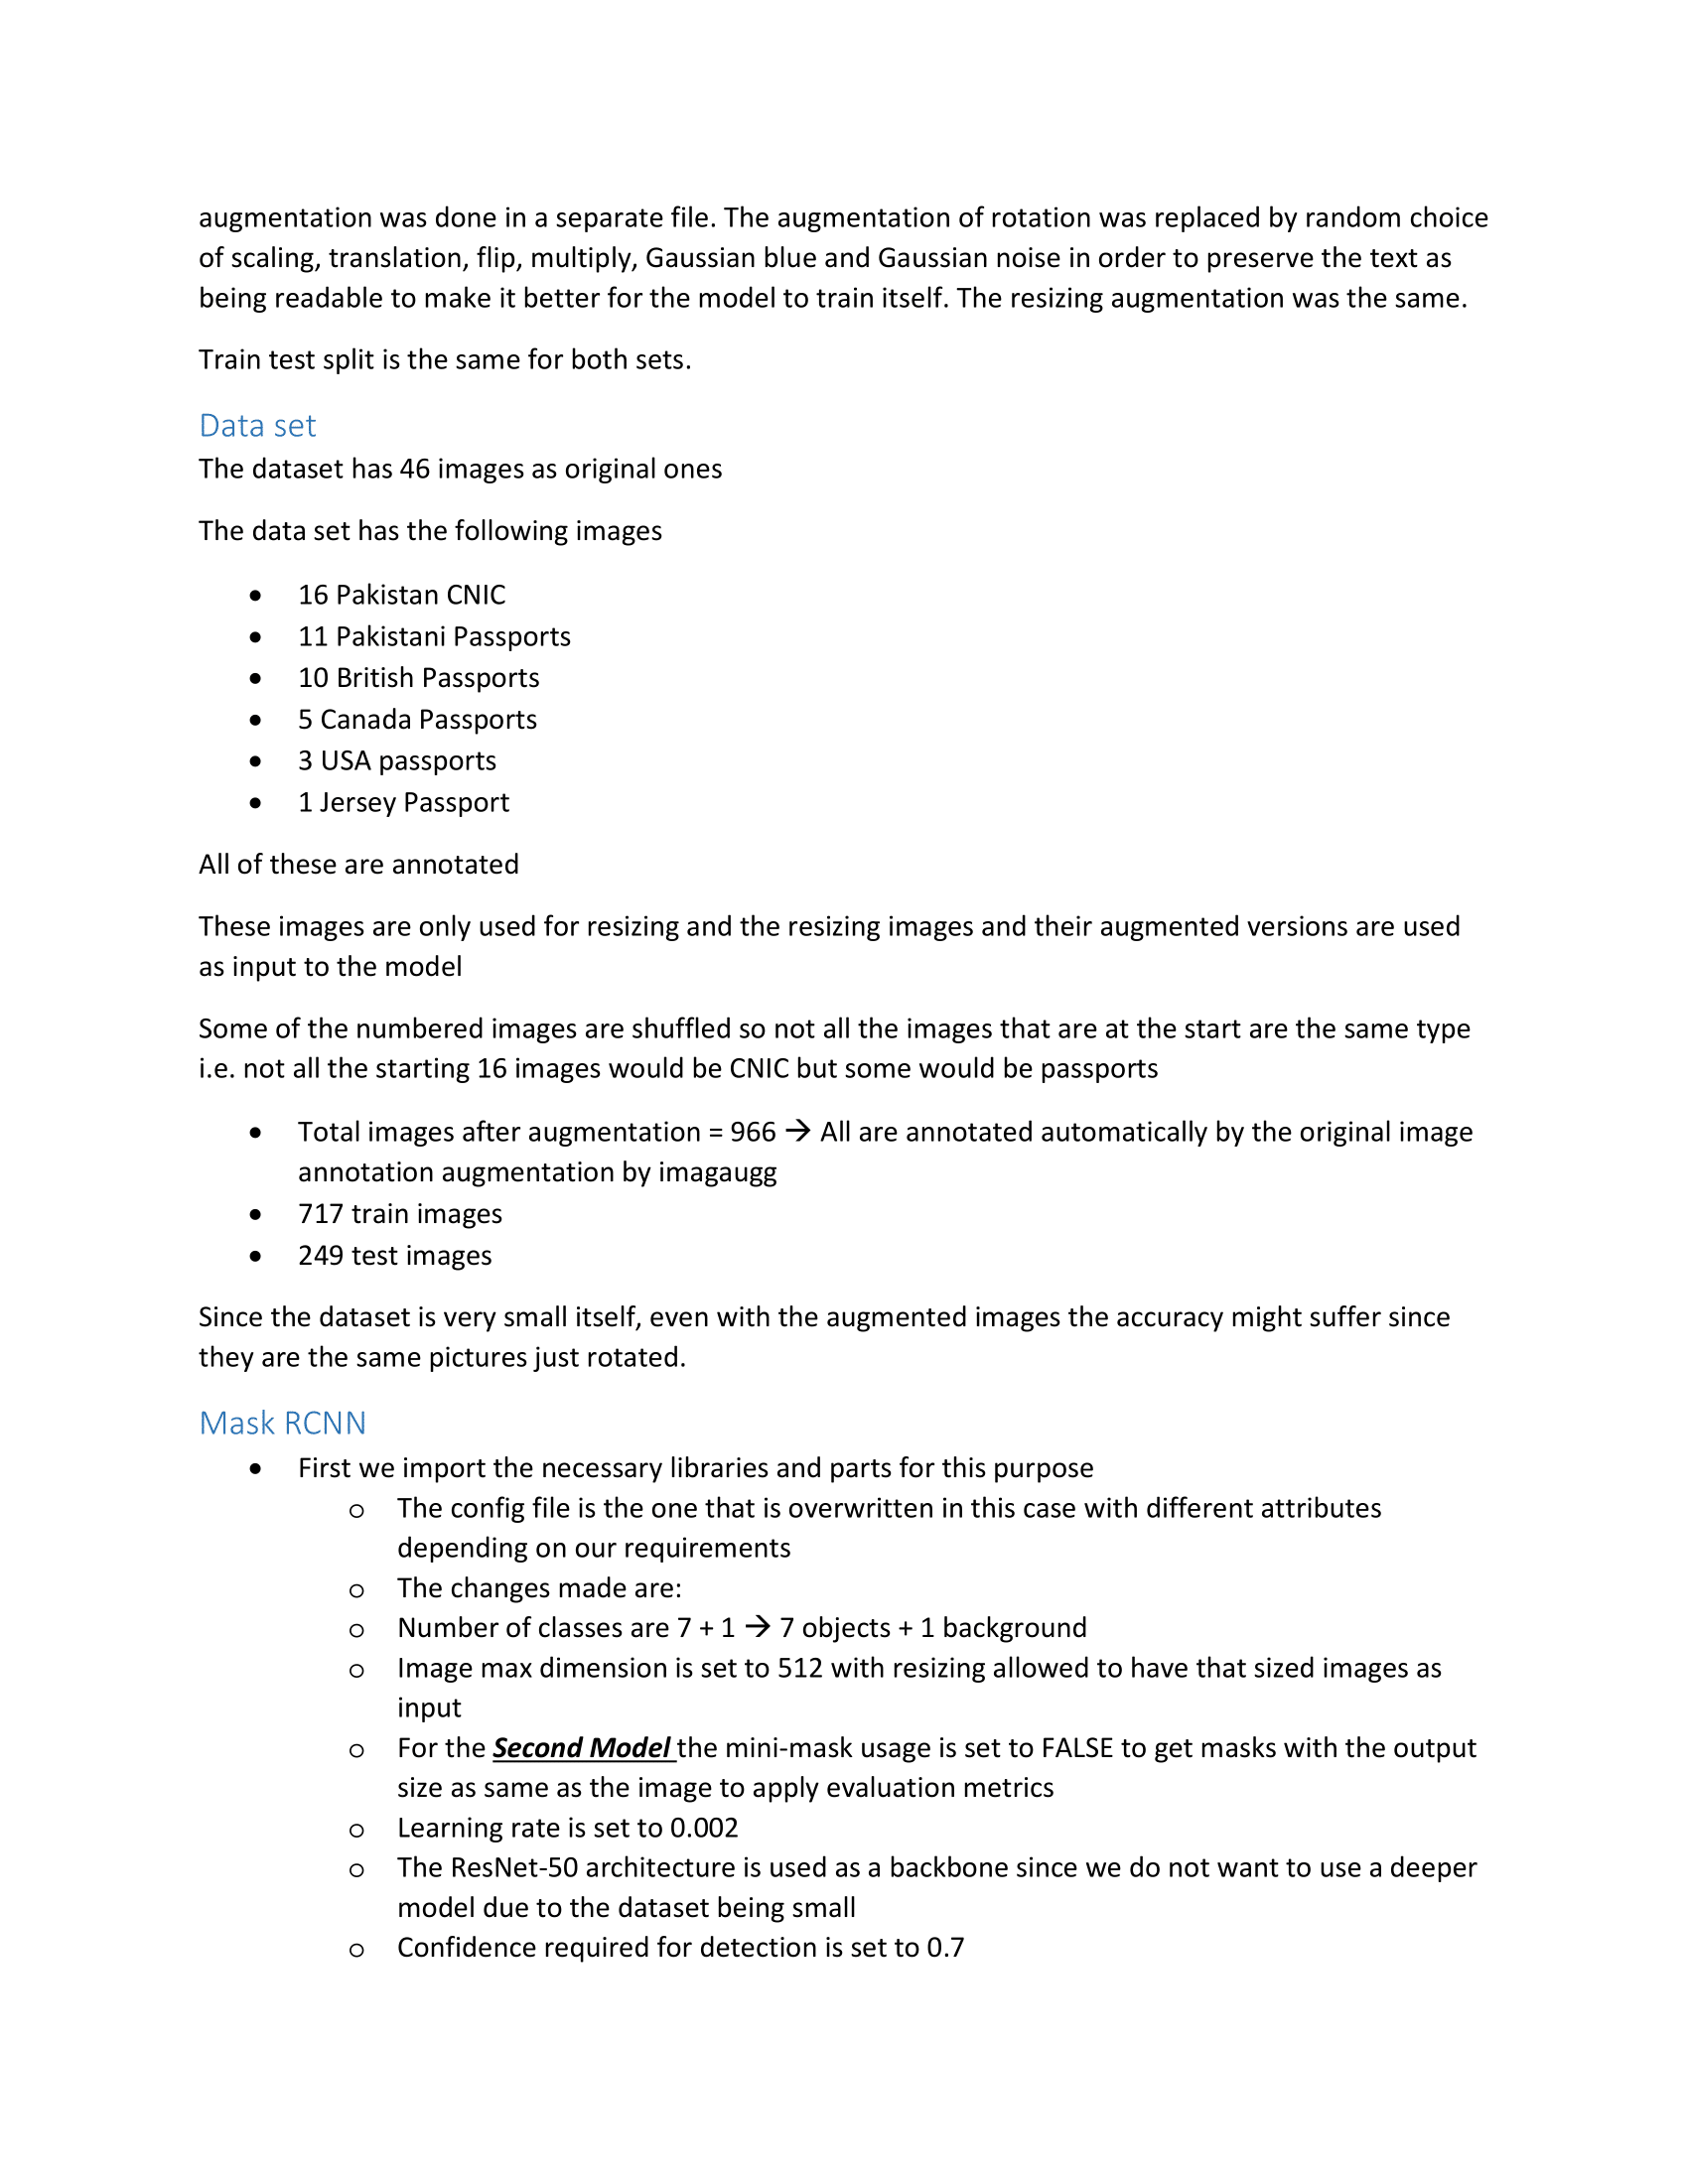 augmentation was done in a separate file. The augmentation of rotation was replaced by random choice
of scaling, translation, flip, multiply, Gaussian blue and Gaussian noise in order to preserve the text as
being readable to make it better for the model to train itself. The resizing augmentation was the same.
Train test split is the same for both sets.
Data set
The dataset has 46 images as original ones
The data set has the following images
• 16 Pakistan CNIC
• 11 Pakistani Passports
• 10 British Passports
• 5 Canada Passports
• 3 USA passports
• 1 Jersey Passport
All of these are annotated
These images are only used for resizing and the resizing images and their augmented versions are used
as input to the model
Some of the numbered images are shuffled so not all the images that are at the start are the same type
i.e. not all the starting 16 images would be CNIC but some would be passports
• Total images after augmentation = 966 → All are annotated automatically by the original image
annotation augmentation by imagaugg
• 717 train images
• 249 test images
Since the dataset is very small itself, even with the augmented images the accuracy might suffer since
they are the same pictures just rotated.
Mask RCNN
• First we import the necessary libraries and parts for this purpose
o The config file is the one that is overwritten in this case with different attributes
depending on our requirements
o The changes made are:
o Number of classes are 7 + 1 → 7 objects + 1 background
o Image max dimension is set to 512 with resizing allowed to have that sized images as
input
o For the Second Model the mini-mask usage is set to FALSE to get masks with the output
size as same as the image to apply evaluation metrics
o Learning rate is set to 0.002
o The ResNet-50 architecture is used as a backbone since we do not want to use a deeper
model due to the dataset being small
o Confidence required for detection is set to 0.7